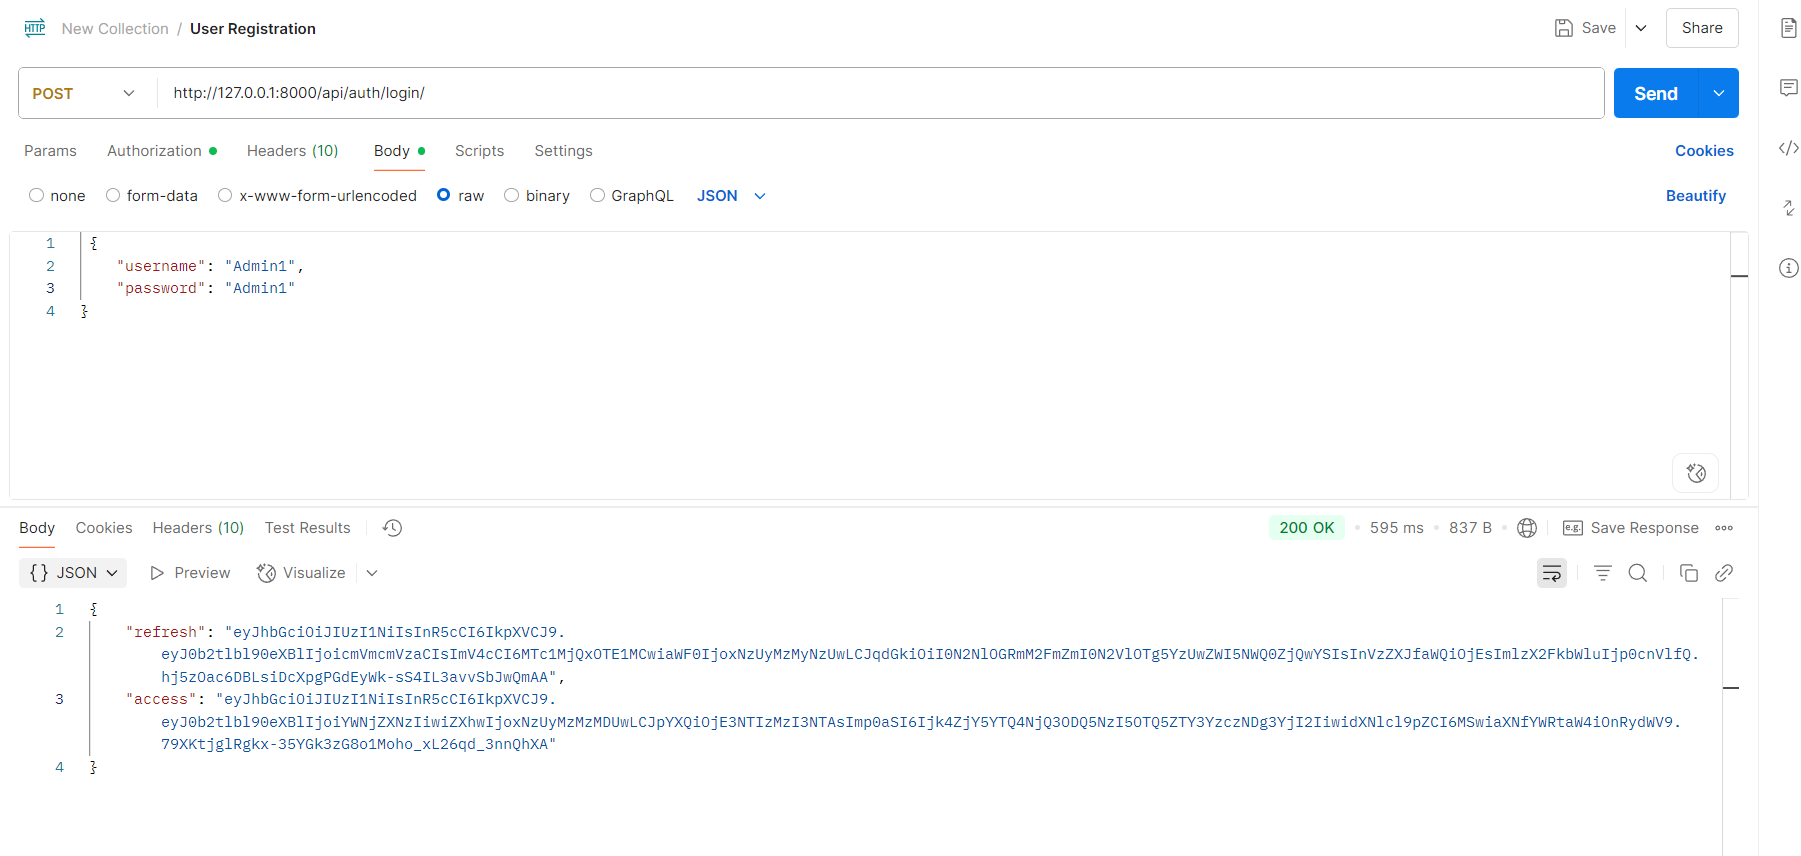 HTTP New Collection / User Registration Save Share
POST http://127.0.0.1:8000/api/auth/login/ Send
Params Authorization Headers (10) Body Scripts Settings Cookies
none form-data x-www-form-urlencoded raw binary GraphQL JSON Beautify
1 {
2 "username": "Admin1",
3 "password": "Admin1"
4 }
Body Cookies Headers (10) Test Results 200 OK • 595 ms • 837 B • e.g. Save Response
{} JSON Preview Visualize
1 {
2 "refresh": "eyJhbGciOiJIUzI1NiIsInR5cCI6IkpXVCJ9.
eyJ0b2tlbl90eXBlIjoicmVmcmVzaCIsImV4cCI6MTc1MjQxOTE1MCwiaWF0IjoxNzUyMzMyNzUwLCJqdGkiOiI0N2NlOGRmM2FmZmI0N2VlOTg5YzUwZWI5NWQ0ZjQwYSIsInVzZXJfaWQiOjEsImlzX2FkbWluIjp0cnVlfQ.
hj5zOac6DBLsiDcXpgPGdEyWk-sS4IL3avvSbJwQmAA",
3 "access": "eyJhbGciOiJIUzI1NiIsInR5cCI6IkpXVCJ9.
eyJ0b2tlbl90eXBlIjoiYWNjZXNzIiwiZXhwIjoxNzUyMzMzMDUwLCJpYXQiOjE3NTIzMzI3NTAsImp0aSI6Ijk4ZjY5YTQ4NjQ3ODQ5NzI5OTQ5ZTY3YzczNDg3YjI2IiwidXNlcl9pZCI6MSwiaXNfYWRtaW4iOnRydWV9.
79XKtjglRgkx-35YGk3zG8o1Moho_xL26qd_3nnQhXA"
4 }